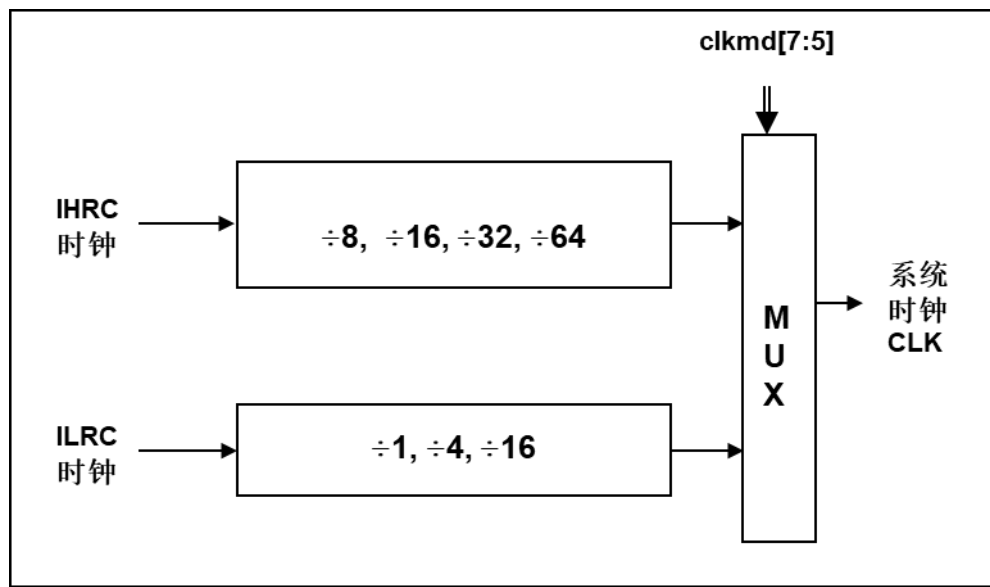 clkmd[7:5]
IHRC
时钟
÷8, ÷16, ÷32, ÷64
M
U
X
系统
时钟
CLK
ILRC
时钟
÷1, ÷4, ÷16